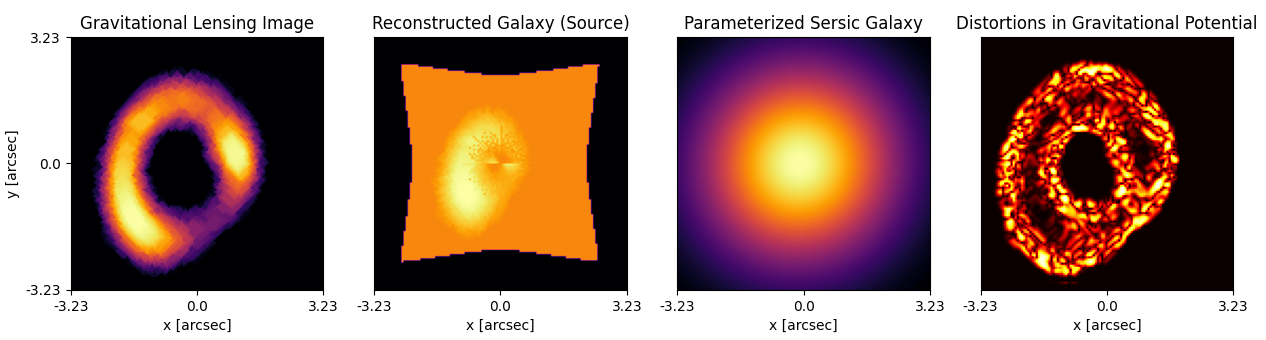 Gravitational Lensing Image
Reconstructed Galaxy (Source)
Parameterized Sersic Galaxy
Distortions in Gravitational Potential
3.23
0.0
-3.23
y [arcsec]
-3.23 0.0 3.23
x [arcsec]
-3.23 0.0 3.23
x [arcsec]
-3.23 0.0 3.23
x [arcsec]
-3.23 0.0 3.23
x [arcsec]